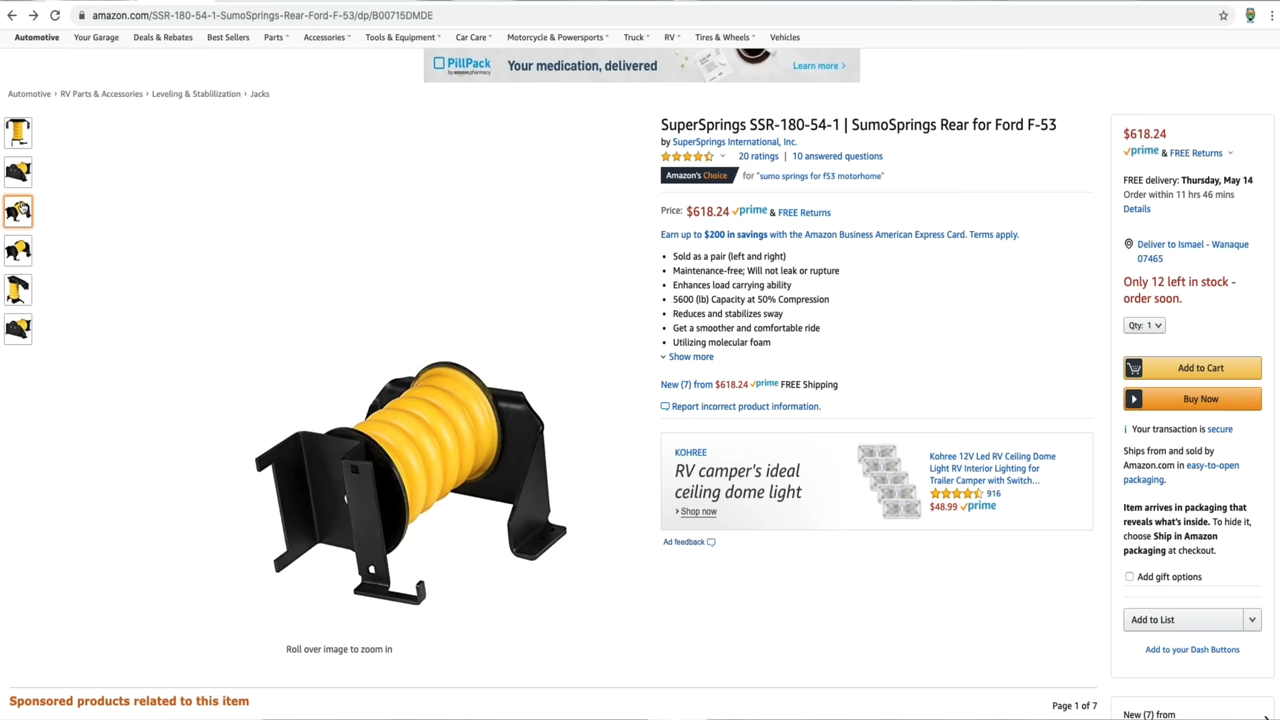 amazon.com/SSR-180-54-1-SumoSprings-Rear-Ford-F-53/dp/B00715DMDE
Automotive Your Garage Deals & Rebates Best Sellers Parts Accessories Tools & Equipment Car Care Motorcycle & Powersports Truck RV Tires & Wheels Vehicles
PillPack
by amazon pharmacy
Your medication, delivered
Learn more ›
Automotive › RV Parts & Accessories › Leveling & Stabilization › Jacks
SuperSprings SSR-180-54-1 | SumoSprings Rear for Ford F-53
by SuperSprings International, Inc.
20 ratings | 10 answered questions
Amazon's Choice for "sumo springs for f53 motorhome"
Price: $618.24 prime & FREE Returns
Earn up to $200 in savings with the Amazon Business American Express Card. Terms apply.
• Sold as a pair (left and right)
• Maintenance-free; Will not leak or rupture
• Enhances load carrying ability
• 5600 (lb) Capacity at 50% Compression
• Reduces and stabilizes sway
• Get a smoother and comfortable ride
• Utilizing molecular foam
Show more
New (7) from $618.24 prime FREE Shipping
Report incorrect product information.
KOHREE
RV camper's ideal
ceiling dome light
› Shop now
Kohree 12V Led RV Ceiling Dome
Light RV Interior Lighting for
Trailer Camper with Switch...
916
$48.99 prime
Ad feedback
Roll over image to zoom in
$618.24
prime & FREE Returns
FREE delivery: Thursday, May 14
Order within 11 hrs 46 mins
Details
Deliver to Ismael - Wanaque
07465
Only 12 left in stock -
order soon.
Qty: 1
Add to Cart
Buy Now
Your transaction is secure
Ships from and sold by
Amazon.com in easy-to-open
packaging.
Item arrives in packaging that
reveals what's inside. To hide it,
choose Ship in Amazon
packaging at checkout.
Add gift options
Add to List
Add to your Dash Buttons
Sponsored products related to this item
Page 1 of 7
New (7) from